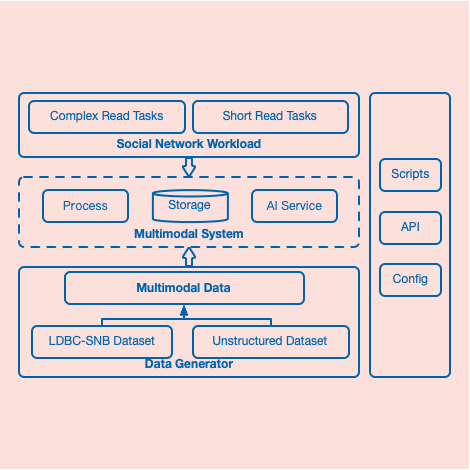 Complex Read Tasks
Short Read Tasks
Social Network Workload
Process
Storage
AI Service
Multimodal System
Multimodal Data
LDBC-SNB Dataset
Unstructured Dataset
Data Generator
Scripts
API
Config